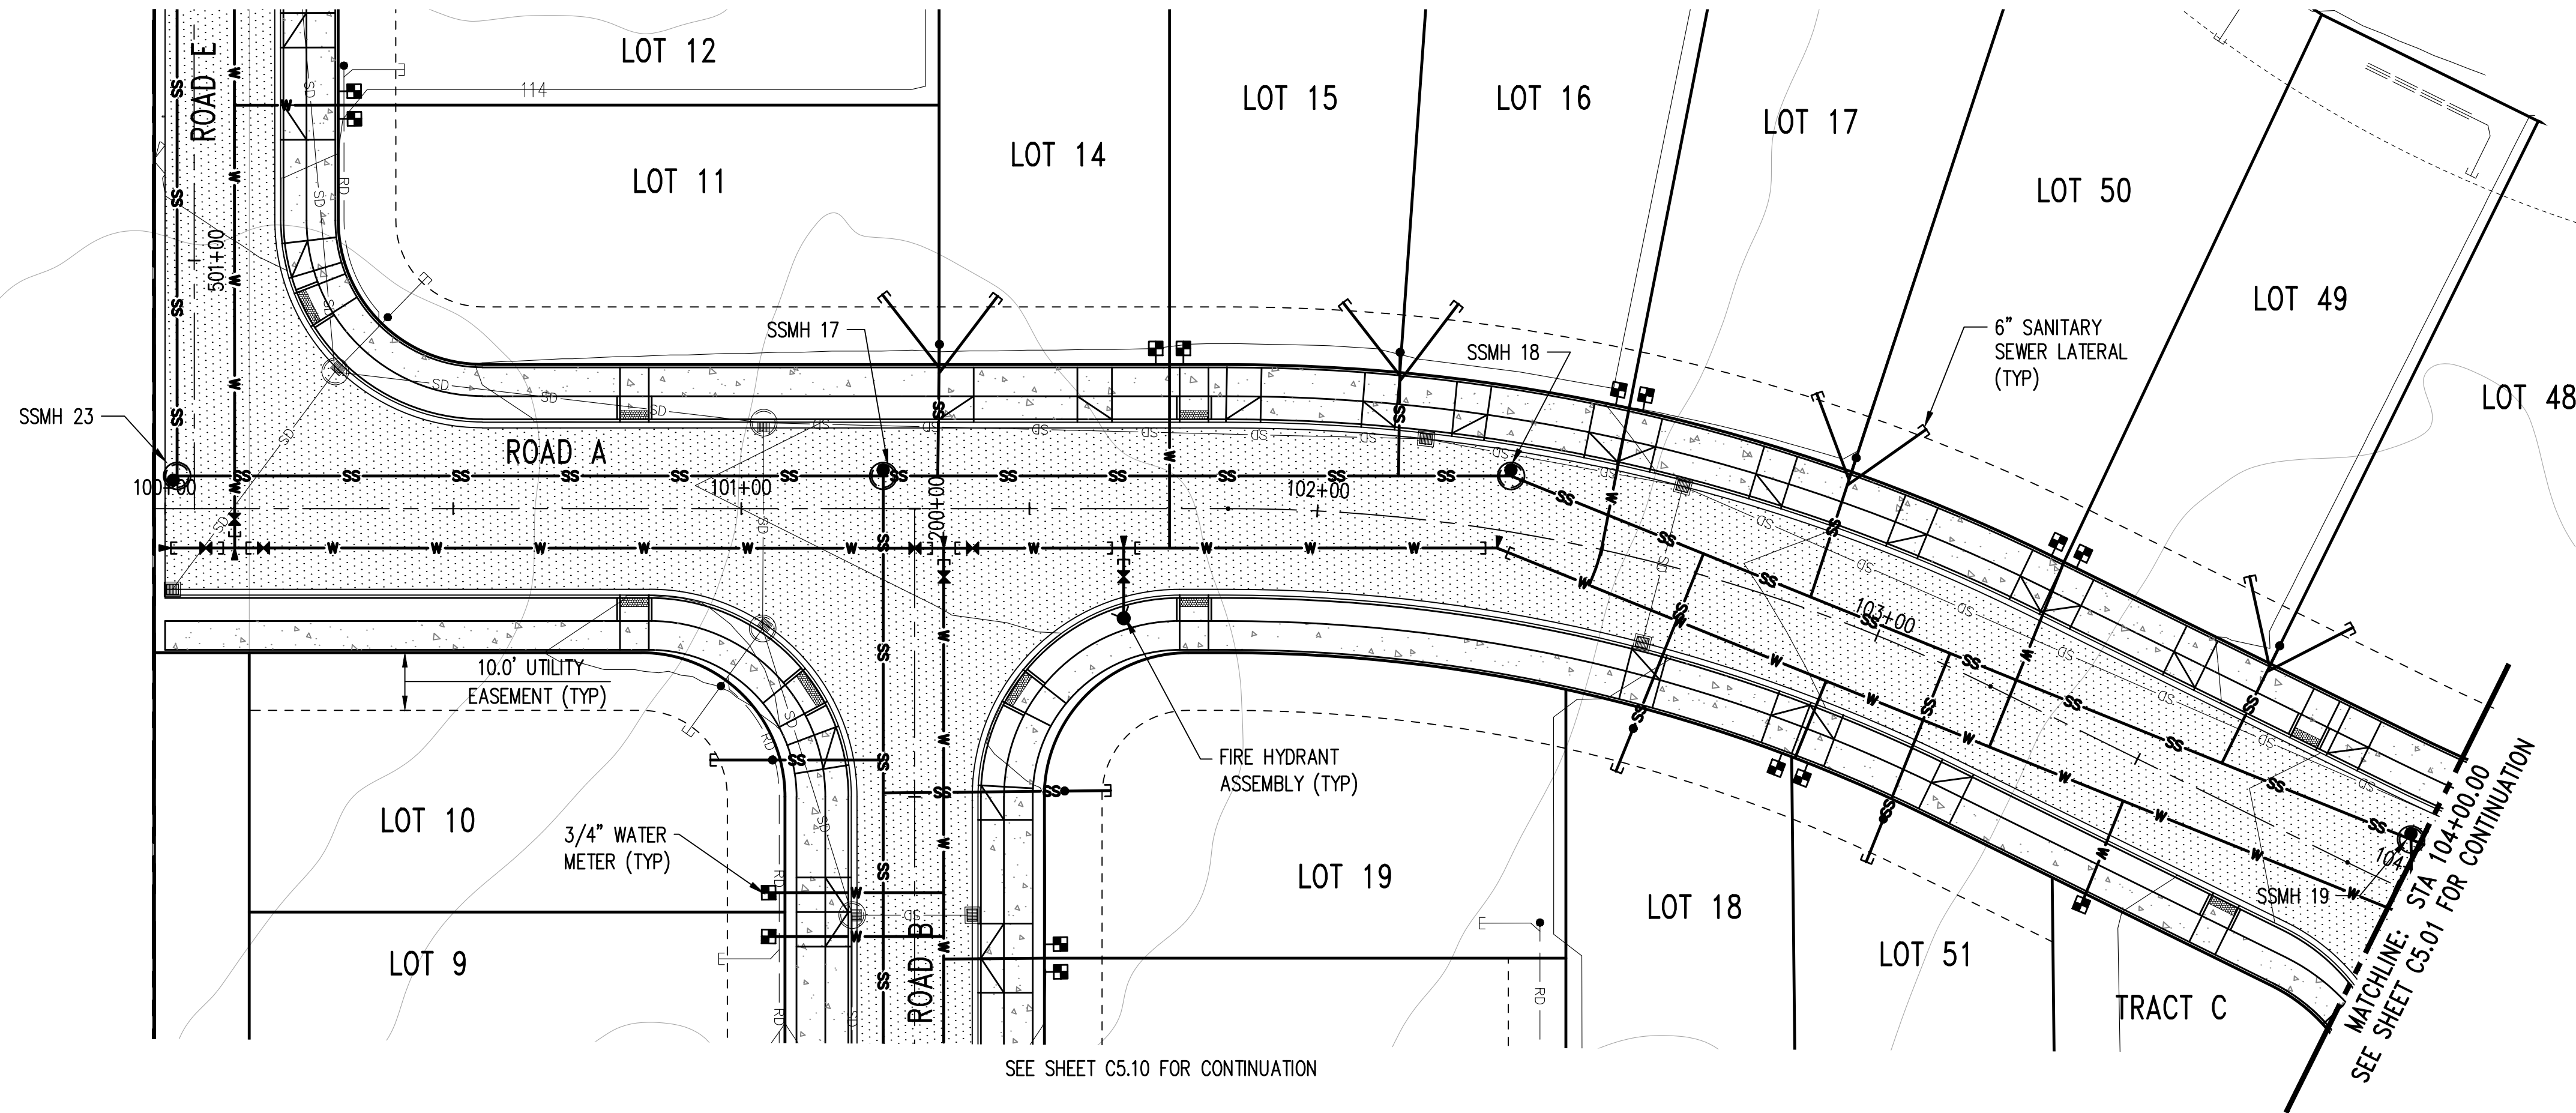 LOT 12
114
LOT 11
LOT 14
LOT 15
LOT 16
LOT 17
LOT 50
LOT 49
LOT 48
ROAD E
501+00
SSMH 23
SSMH 17
SSMH 18
6" SANITARY
SEWER LATERAL
(TYP)
ROAD A
100+00
101+00
200+00
102+00
103+00
10.0' UTILITY
EASEMENT (TYP)
FIRE HYDRANT
ASSEMBLY (TYP)
LOT 10
3/4" WATER
METER (TYP)
LOT 9
ROAD B
LOT 19
LOT 18
LOT 51
TRACT C
SSMH 19
104+
MATCHLINE: STA 104+00.00
SEE SHEET C5.01 FOR CONTINUATION
SEE SHEET C5.10 FOR CONTINUATION
SS
W
SD
RD